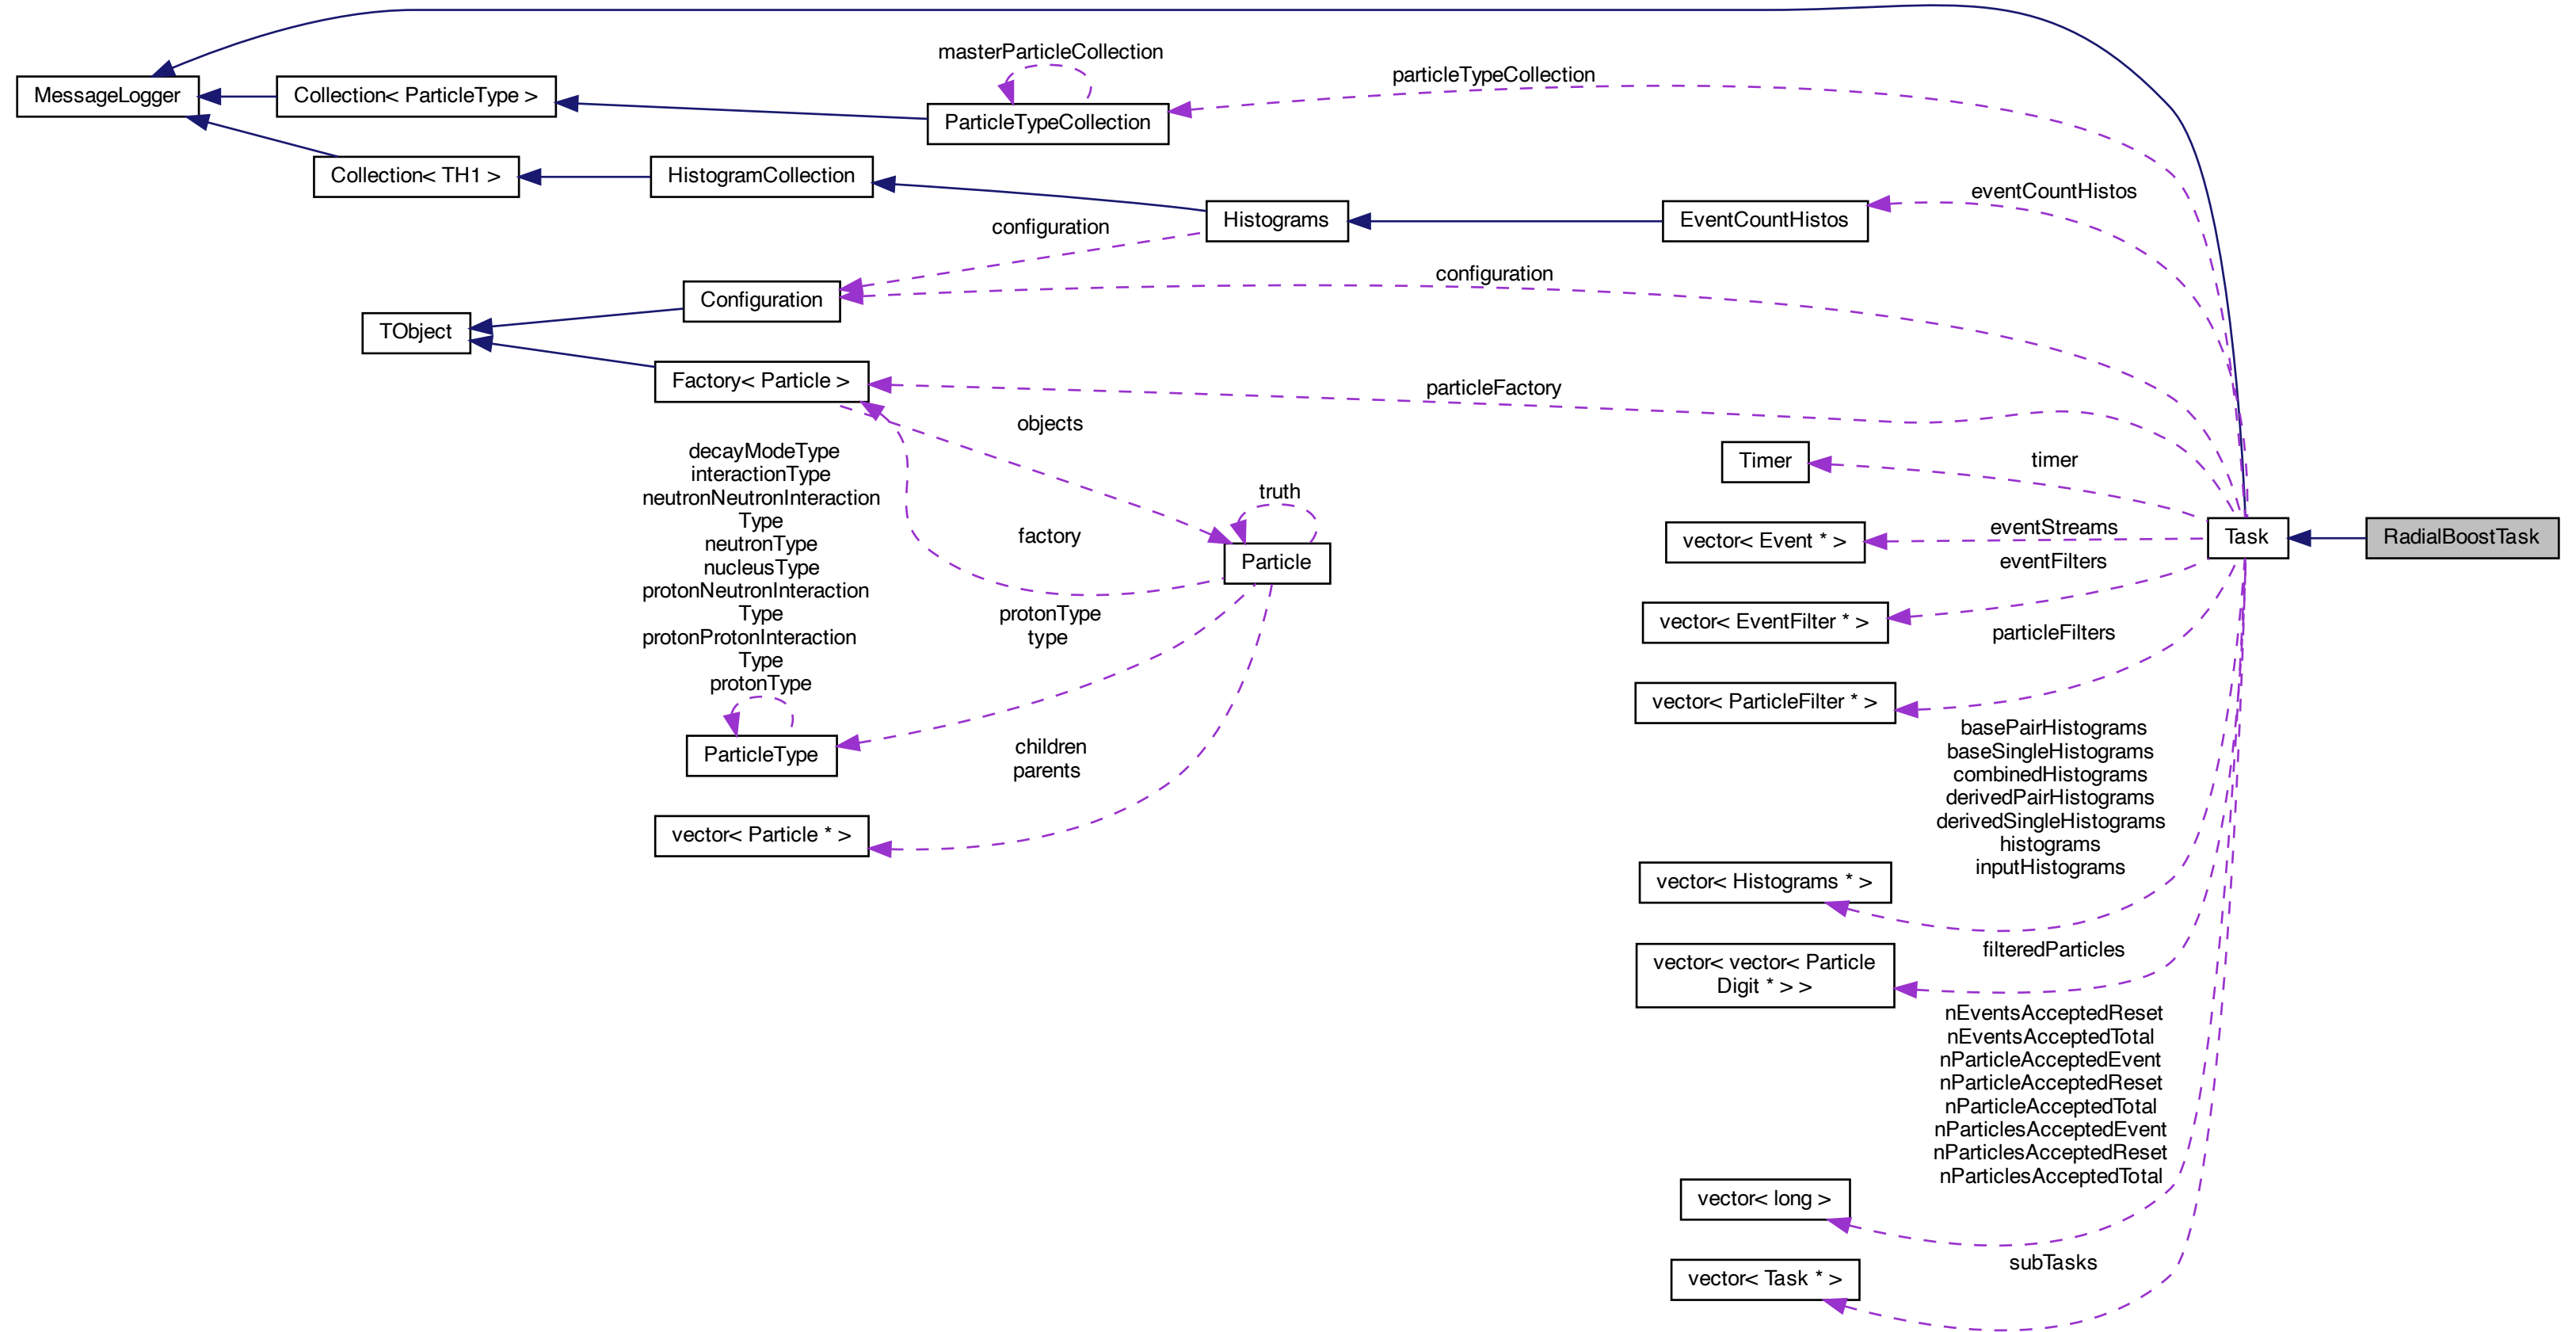 masterParticleCollection
particleTypeCollection
MessageLogger
Collection< ParticleType >
ParticleTypeCollection
Collection< TH1 >
HistogramCollection
eventCountHistos
configuration
Histograms
EventCountHistos
configuration
Configuration
TObject
Factory< Particle >
particleFactory
objects
decayModeType
interactionType
neutronNeutronInteraction
Type
neutronType
nucleusType
protonNeutronInteraction
Type
protonProtonInteraction
Type
protonType
truth
factory
Particle
protonType
type
ParticleType
children
parents
vector< Particle * >
timer
Timer
eventStreams
vector< Event * >
Task
RadialBoostTask
eventFilters
vector< EventFilter * >
particleFilters
vector< ParticleFilter * >
basePairHistograms
baseSingleHistograms
combinedHistograms
derivedPairHistograms
derivedSingleHistograms
histograms
inputHistograms
vector< Histograms * >
filteredParticles
vector< vector< Particle
Digit * > >
nEventsAcceptedReset
nEventsAcceptedTotal
nParticleAcceptedEvent
nParticleAcceptedReset
nParticleAcceptedTotal
nParticlesAcceptedEvent
nParticlesAcceptedReset
nParticlesAcceptedTotal
vector< long >
subTasks
vector< Task * >